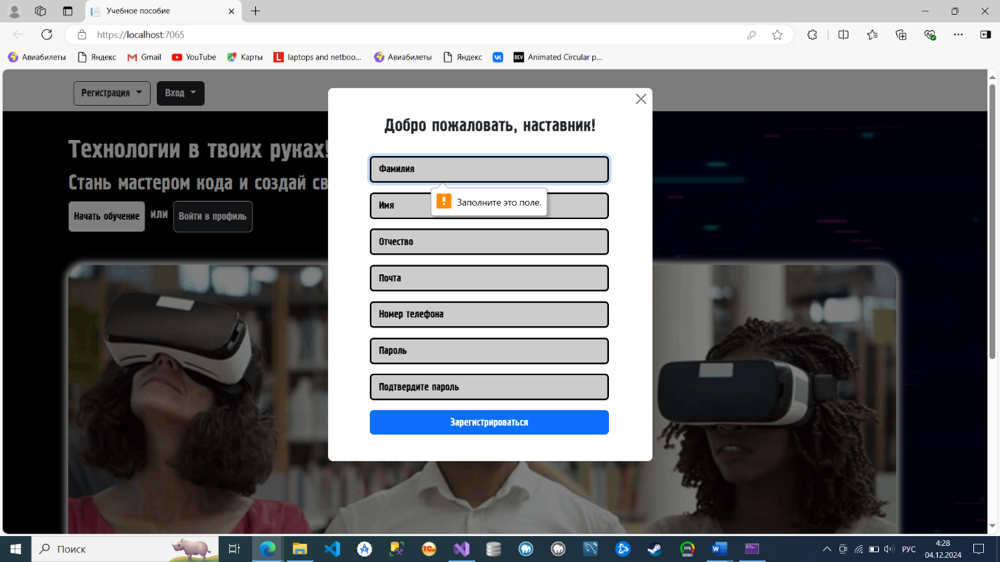 Учебное пособие
https://localhost:7065
Авиабилеты
Яндекс
Gmail
YouTube
Карты
L
laptops and netboo...
Авиабилеты
Яндекс
DEV
Animated Circular p...
Регистрация
Вход
Технологии в твоих руках!
Стань мастером кода и создай св
Начать обучение
или
Войти в профиль
Добро пожаловать, наставник!
Фамилия
Заполните это поле.
Имя
Отчество
Почта
Номер телефона
Пароль
Подтвердите пароль
Зарегистрироваться
Поиск
РУС
4:28
04.12.2024